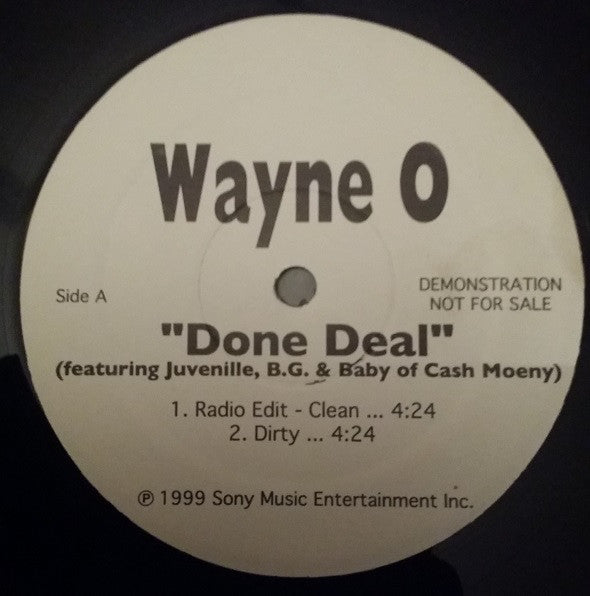 Wayne O
Side A
DEMONSTRATION
NOT FOR SALE
"Done Deal"
(featuring Juvenille, B.G. & Baby of Cash Moeny)
1. Radio Edit - Clean ... 4:24
2. Dirty ... 4:24
℗ 1999 Sony Music Entertainment Inc.